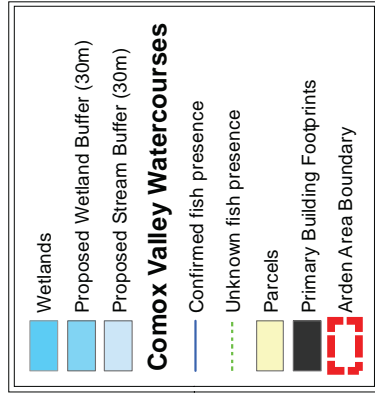 Wetlands
Proposed Wetland Buffer (30m)
Proposed Stream Buffer (30m)
Comox Valley Watercourses
Confirmed fish presence
Unknown fish presence
Parcels
Primary Building Footprints
Arden Area Boundary